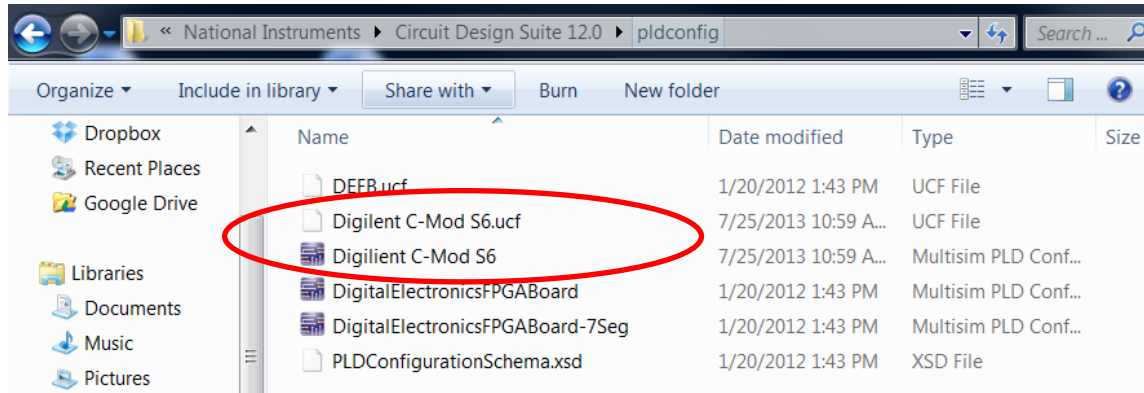 « National Instruments ▸ Circuit Design Suite 12.0 ▸ pldconfig Search ...
Organize Include in library Share with Burn New folder
Dropbox
Recent Places
Google Drive
Libraries
Documents
Music
Pictures
Name Date modified Type Size
DEFB.ucf 1/20/2012 1:43 PM UCF File
Digilent C-Mod S6.ucf 7/25/2013 10:59 A... UCF File
Digilient C-Mod S6 7/25/2013 10:59 A... Multisim PLD Conf...
DigitalElectronicsFPGABoard 1/20/2012 1:43 PM Multisim PLD Conf...
DigitalElectronicsFPGABoard-7Seg 1/20/2012 1:43 PM Multisim PLD Conf...
PLDConfigurationSchema.xsd 1/20/2012 1:43 PM XSD File